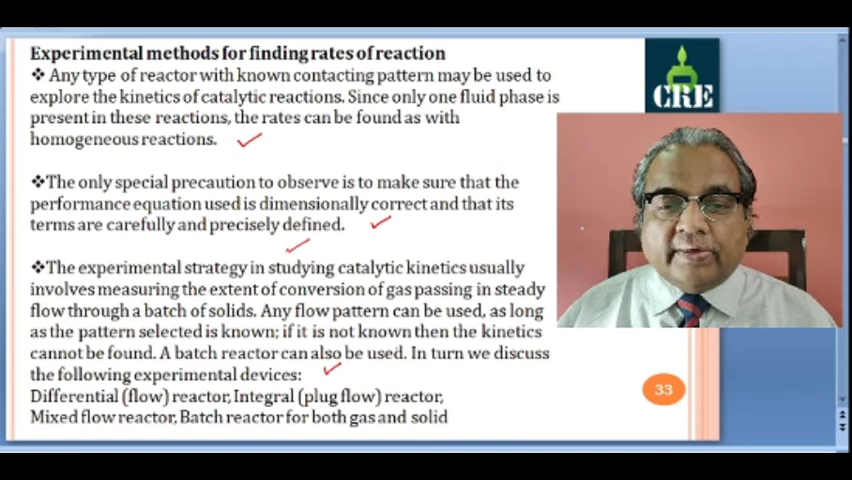 Experimental methods for finding rates of reaction
❖ Any type of reactor with known contacting pattern may be used to
explore the kinetics of catalytic reactions. Since only one fluid phase is
present in these reactions, the rates can be found as with
homogeneous reactions.
❖The only special precaution to observe is to make sure that the
performance equation used is dimensionally correct and that its
terms are carefully and precisely defined.
❖The experimental strategy in studying catalytic kinetics usually
involves measuring the extent of conversion of gas passing in steady
flow through a batch of solids. Any flow pattern can be used, as long
as the pattern selected is known; if it is not known then the kinetics
cannot be found. A batch reactor can also be used. In turn we discuss
the following experimental devices:
Differential (flow) reactor, Integral (plug flow) reactor,
Mixed flow reactor, Batch reactor for both gas and solid
CRE
33